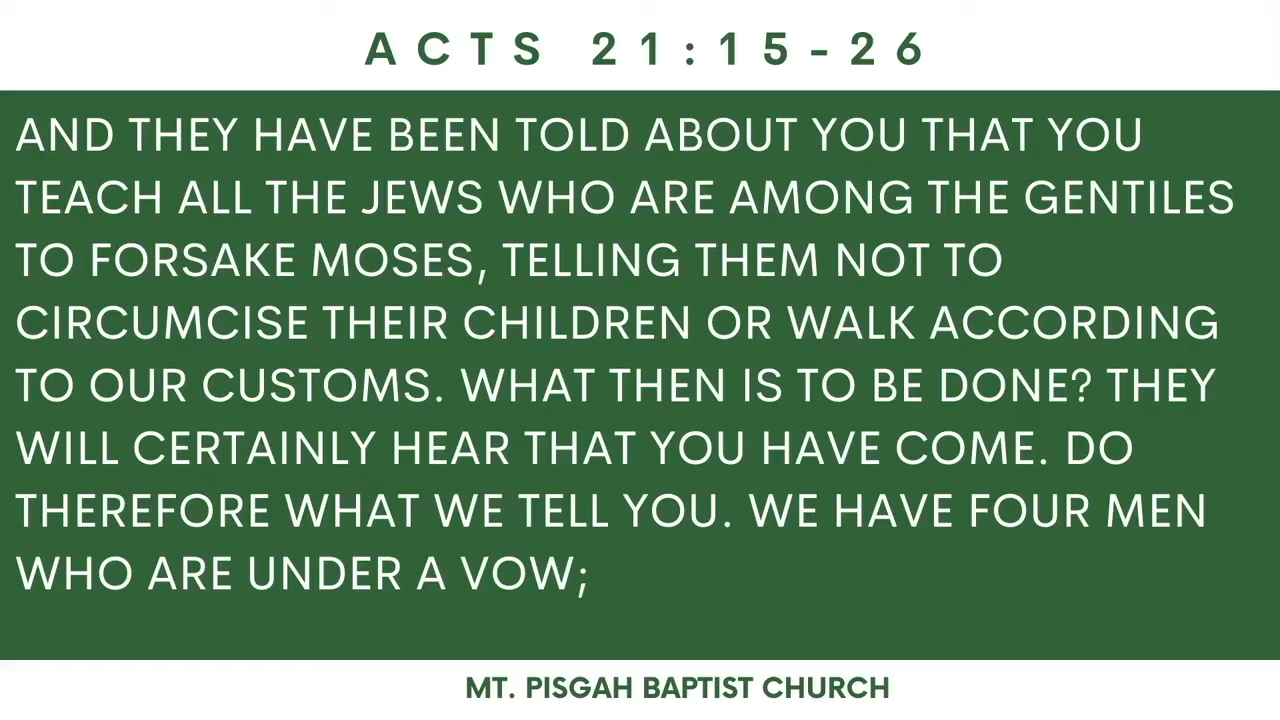 ACTS 21:15-26
AND THEY HAVE BEEN TOLD ABOUT YOU THAT YOU
TEACH ALL THE JEWS WHO ARE AMONG THE GENTILES
TO FORSAKE MOSES, TELLING THEM NOT TO
CIRCUMCISE THEIR CHILDREN OR WALK ACCORDING
TO OUR CUSTOMS. WHAT THEN IS TO BE DONE? THEY
WILL CERTAINLY HEAR THAT YOU HAVE COME. DO
THEREFORE WHAT WE TELL YOU. WE HAVE FOUR MEN
WHO ARE UNDER A VOW;
MT. PISGAH BAPTIST CHURCH